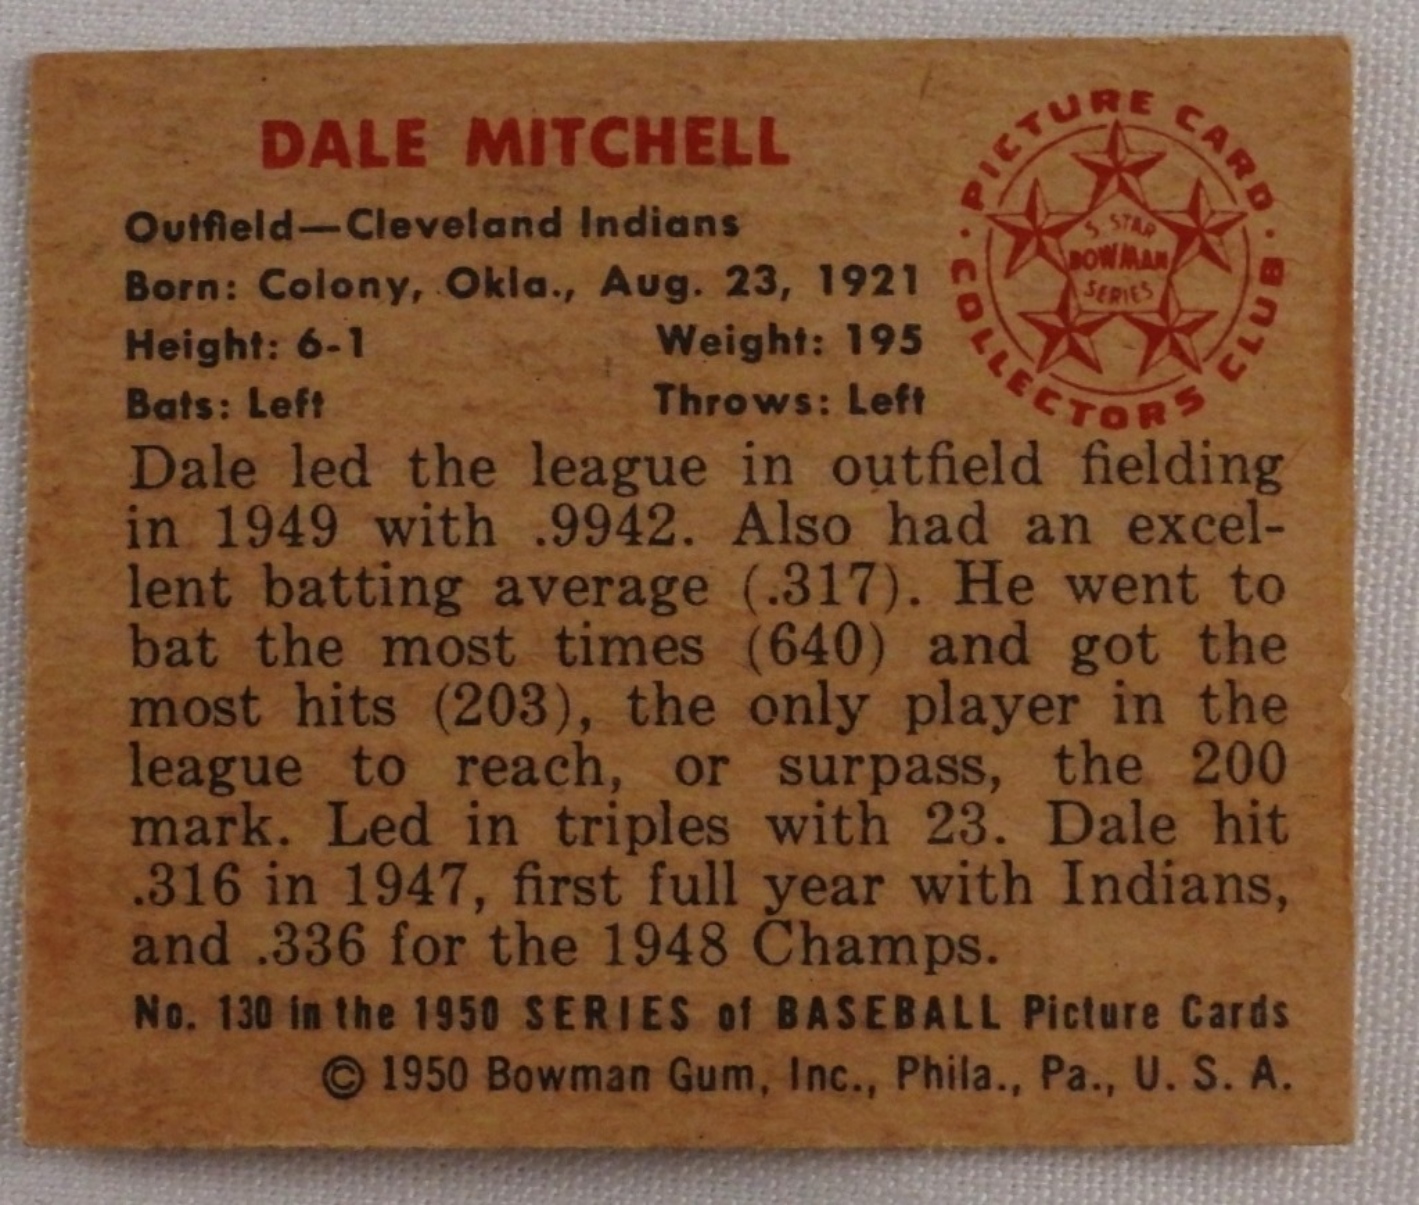 DALE MITCHELL
Outfield—Cleveland Indians
Born: Colony, Okla., Aug. 23, 1921
Height: 6-1 Weight: 195
Bats: Left Throws: Left
PICTURE CARD
COLLECTORS CLUB
5-STAR
BOWMAN
SERIES
Dale led the league in outfield fielding
in 1949 with .9942. Also had an excel-
lent batting average (.317). He went to
bat the most times (640) and got the
most hits (203), the only player in the
league to reach, or surpass, the 200
mark. Led in triples with 23. Dale hit
.316 in 1947, first full year with Indians,
and .336 for the 1948 Champs.
No. 130 in the 1950 SERIES of BASEBALL Picture Cards
© 1950 Bowman Gum, Inc., Phila., Pa., U. S. A.